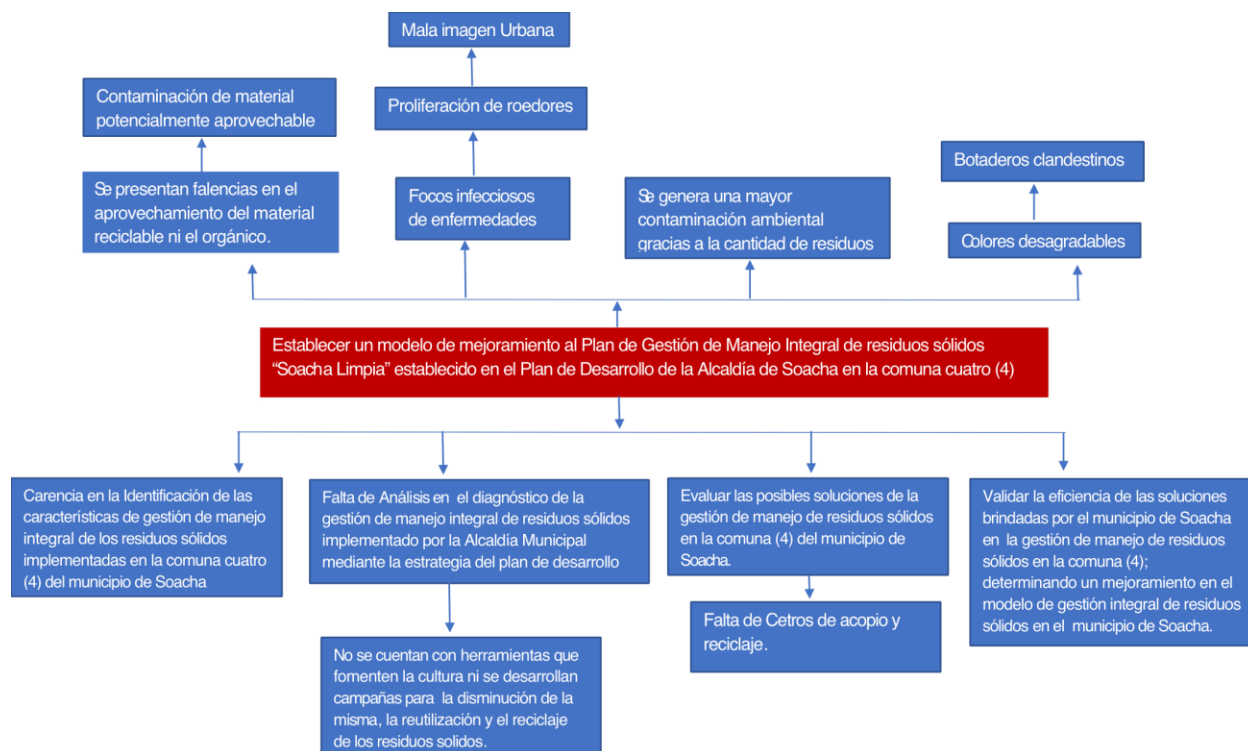 Mala imagen Urbana
Contaminación de material
potencialmente aprovechable
Proliferación de roedores
Botaderos clandestinos
Se presentan falencias en el
aprovechamiento del material
reciclable ni el orgánico.
Focos infecciosos
de enfermedades
Se genera una mayor
contaminación ambiental
gracias a la cantidad de residuos
Colores desagradables
Establecer un modelo de mejoramiento al Plan de Gestión de Manejo Integral de residuos sólidos
“Soacha Limpia” establecido en el Plan de Desarrollo de la Alcaldía de Soacha en la comuna cuatro (4)
Carencia en la Identificación de las
características de gestión de manejo
integral de los residuos sólidos
implementadas en la comuna cuatro
(4) del municipio de Soacha
Falta de Análisis en el diagnóstico de la
gestión de manejo integral de residuos sólidos
implementado por la Alcaldía Municipal
mediante la estrategia del plan de desarrollo
Evaluar las posibles soluciones de la
gestión de manejo de residuos sólidos
en la comuna (4) del municipio de
Soacha.
Validar la eficiencia de las soluciones
brindadas por el municipio de Soacha
en la gestión de manejo de residuos
sólidos en la comuna (4);
determinando un mejoramiento en el
modelo de gestión integral de residuos
sólidos en el municipio de Soacha.
Falta de Cetros de acopio y
reciclaje.
No se cuentan con herramientas que
fomenten la cultura ni se desarrollan
campañas para la disminución de la
misma, la reutilización y el reciclaje
de los residuos solidos.